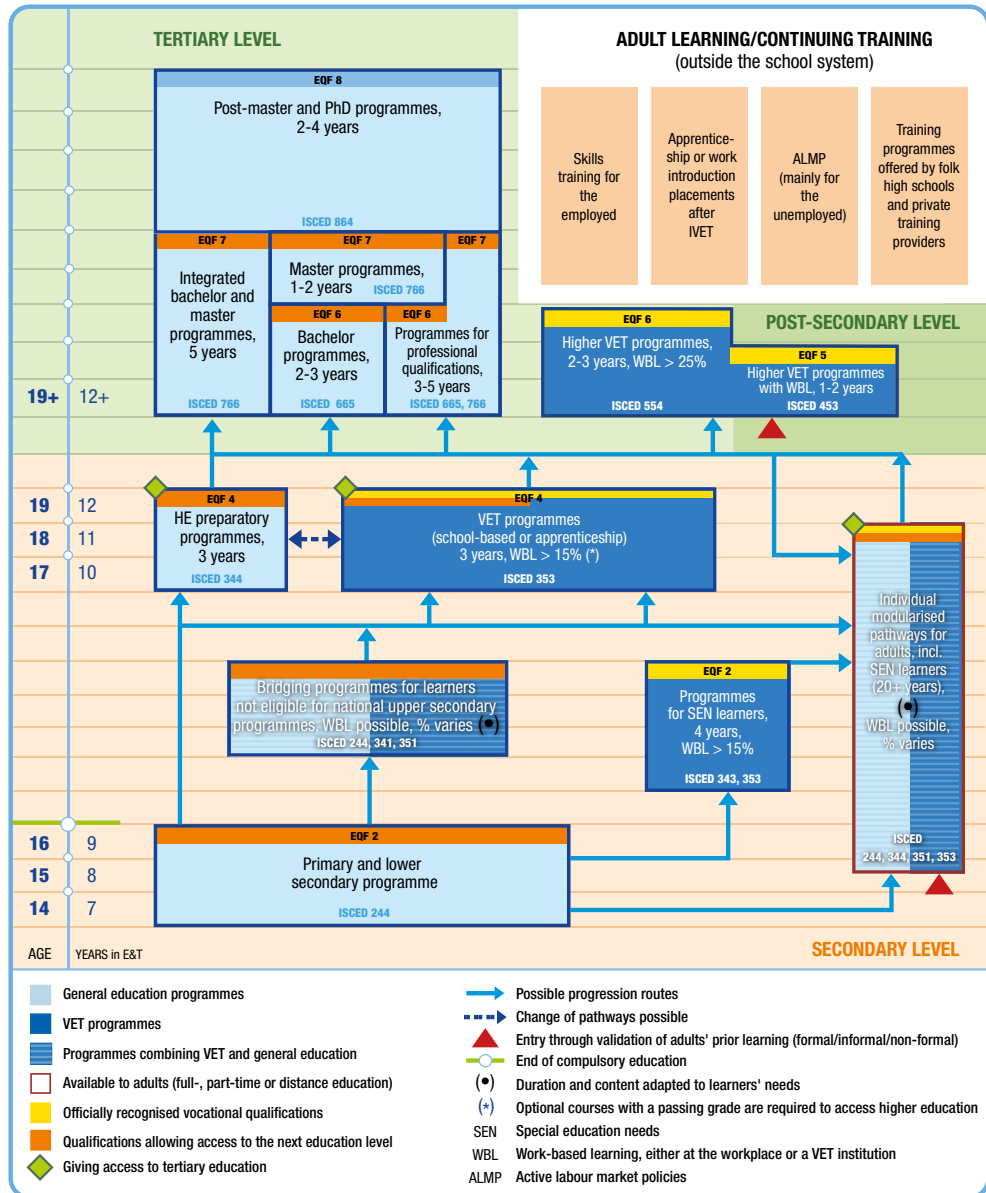 TERTIARY LEVEL
ADULT LEARNING/CONTINUING TRAINING
(outside the school system)
EQF 8
Post-master and PhD programmes,
2-4 years
ISCED 864
Skills
training for
the
employed
Apprentice-
ship or work
introduction
placements
after
IVET
ALMP
(mainly for
the
unemployed)
Training
programmes
offered by folk
high schools
and private
training
providers
EQF 7
Integrated
bachelor and
master
programmes,
5 years
ISCED 766
EQF 7
Master programmes,
1-2 years ISCED 766
EQF 7
EQF 6
Bachelor
programmes,
2-3 years
ISCED 665
EQF 6
Programmes for
professional
qualifications,
3-5 years
ISCED 665, 766
EQF 6
Higher VET programmes,
2-3 years, WBL > 25%
ISCED 554
POST-SECONDARY LEVEL
EQF 5
Higher VET programmes
with WBL, 1-2 years
ISCED 453
19+ 12+
19 12
18 11
17 10
EQF 4
HE preparatory
programmes,
3 years
ISCED 344
EQF 4
VET programmes
(school-based or apprenticeship)
3 years, WBL > 15% (*)
ISCED 353
Individual
modularised
pathways for
adults, incl.
SEN learners
(20+ years),
(•)
WBL possible,
% varies
ISCED
244, 344, 351, 353
Bridging programmes for learners
not eligible for national upper secondary
programmes, WBL possible, % varies (•)
ISCED 244, 341, 351
EQF 2
Programmes
for SEN learners,
4 years,
WBL > 15%
ISCED 343, 353
16 9
15 8
14 7
EQF 2
Primary and lower
secondary programme
ISCED 244
AGE YEARS in E&T
SECONDARY LEVEL
General education programmes
VET programmes
Programmes combining VET and general education
Available to adults (full-, part-time or distance education)
Officially recognised vocational qualifications
Qualifications allowing access to the next education level
Giving access to tertiary education
Possible progression routes
Change of pathways possible
Entry through validation of adults' prior learning (formal/informal/non-formal)
End of compulsory education
(•) Duration and content adapted to learners' needs
(*) Optional courses with a passing grade are required to access higher education
SEN Special education needs
WBL Work-based learning, either at the workplace or a VET institution
ALMP Active labour market policies